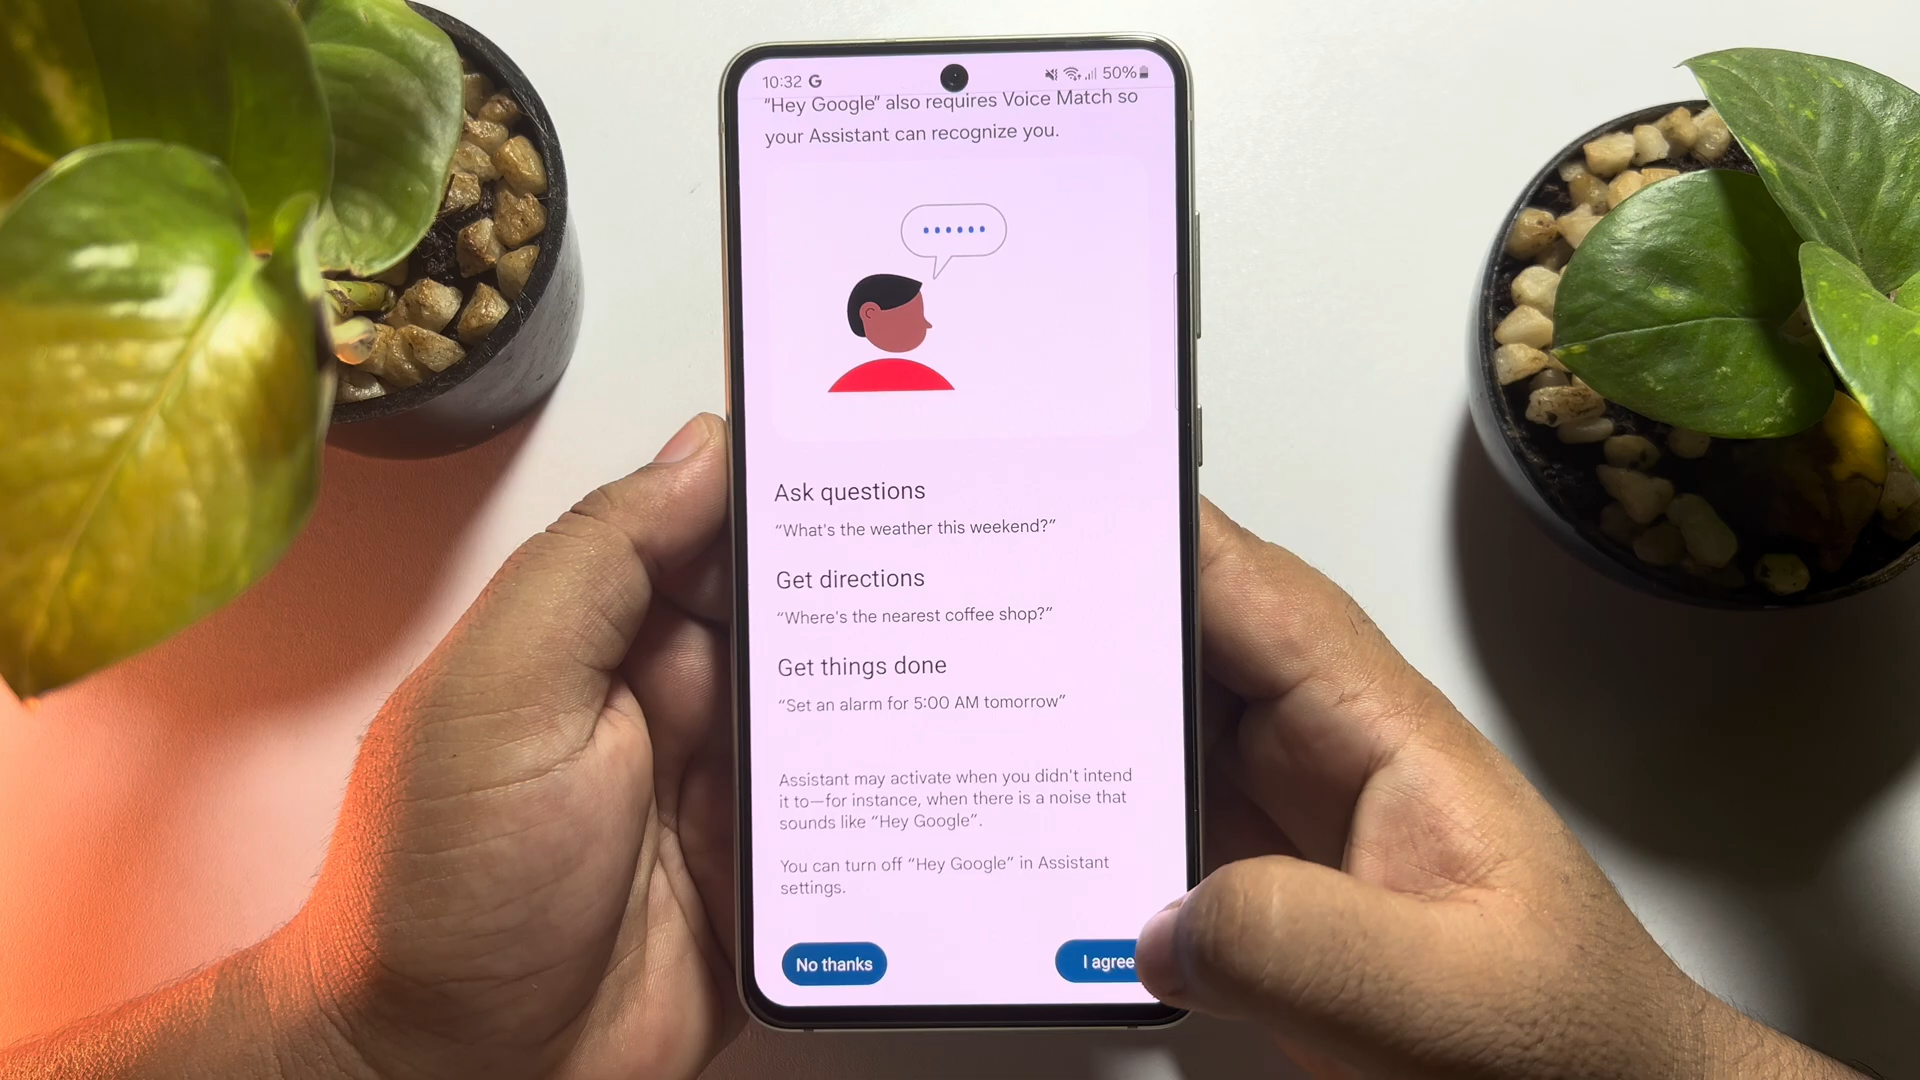 10:32 G 50%
"Hey Google" also requires Voice Match so
your Assistant can recognize you.
Ask questions
“What's the weather this weekend?”
Get directions
“Where's the nearest coffee shop?”
Get things done
“Set an alarm for 5:00 AM tomorrow”
Assistant may activate when you didn't intend
it to—for instance, when there is a noise that
sounds like “Hey Google”.
You can turn off “Hey Google” in Assistant
settings.
No thanks
I agree